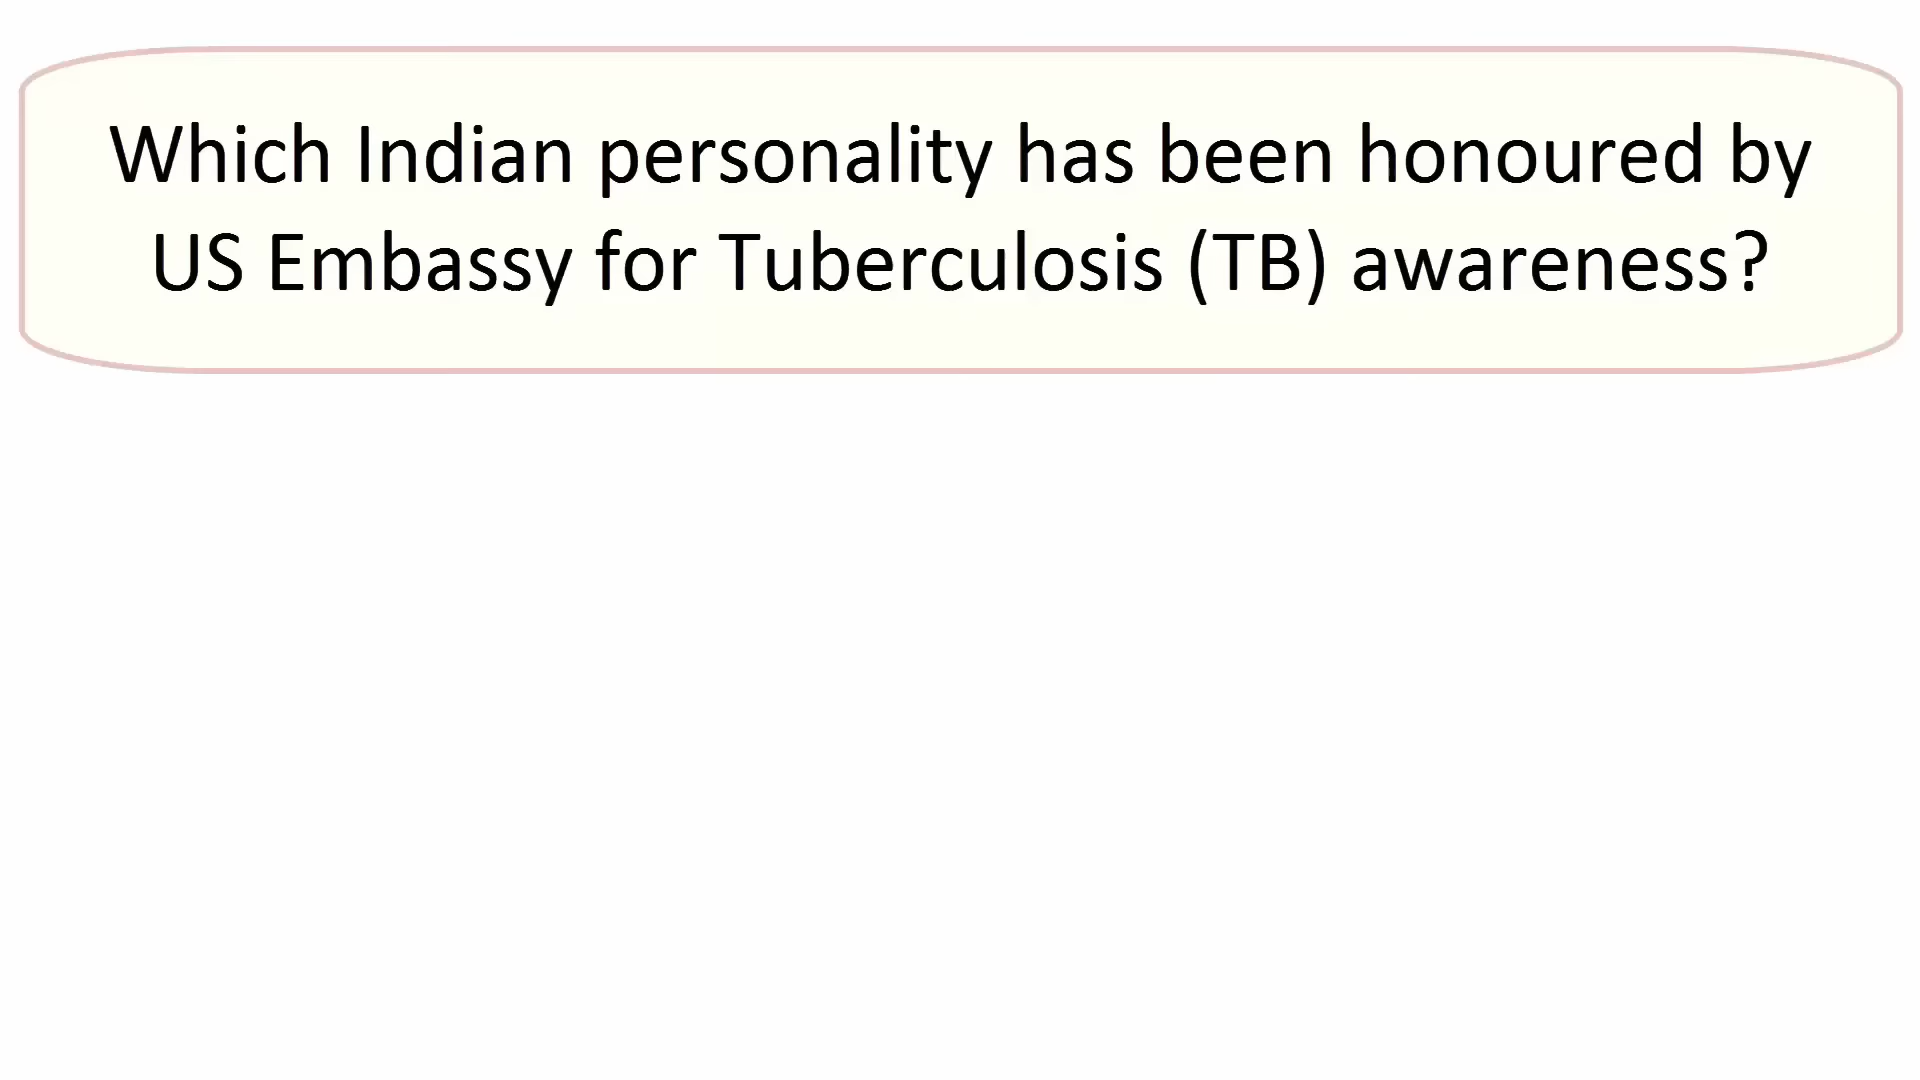 Which Indian personality has been honoured by
US Embassy for Tuberculosis (TB) awareness?